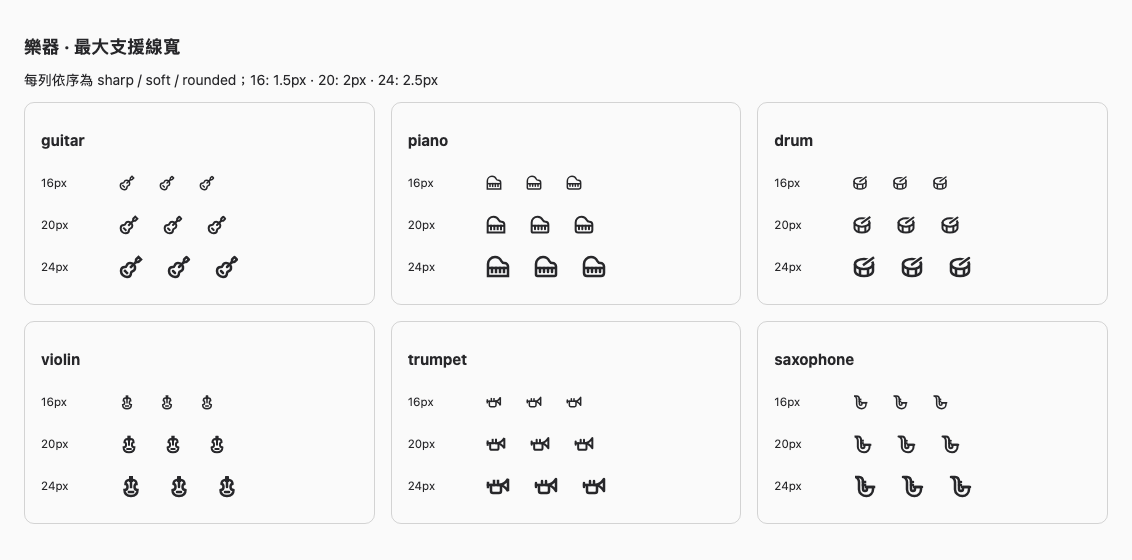 樂器 · 最大支援線寬
每列依序為 sharp / soft / rounded；16: 1.5px · 20: 2px · 24: 2.5px
guitar
16px
20px
24px
piano
16px
20px
24px
drum
16px
20px
24px
violin
16px
20px
24px
trumpet
16px
20px
24px
saxophone
16px
20px
24px